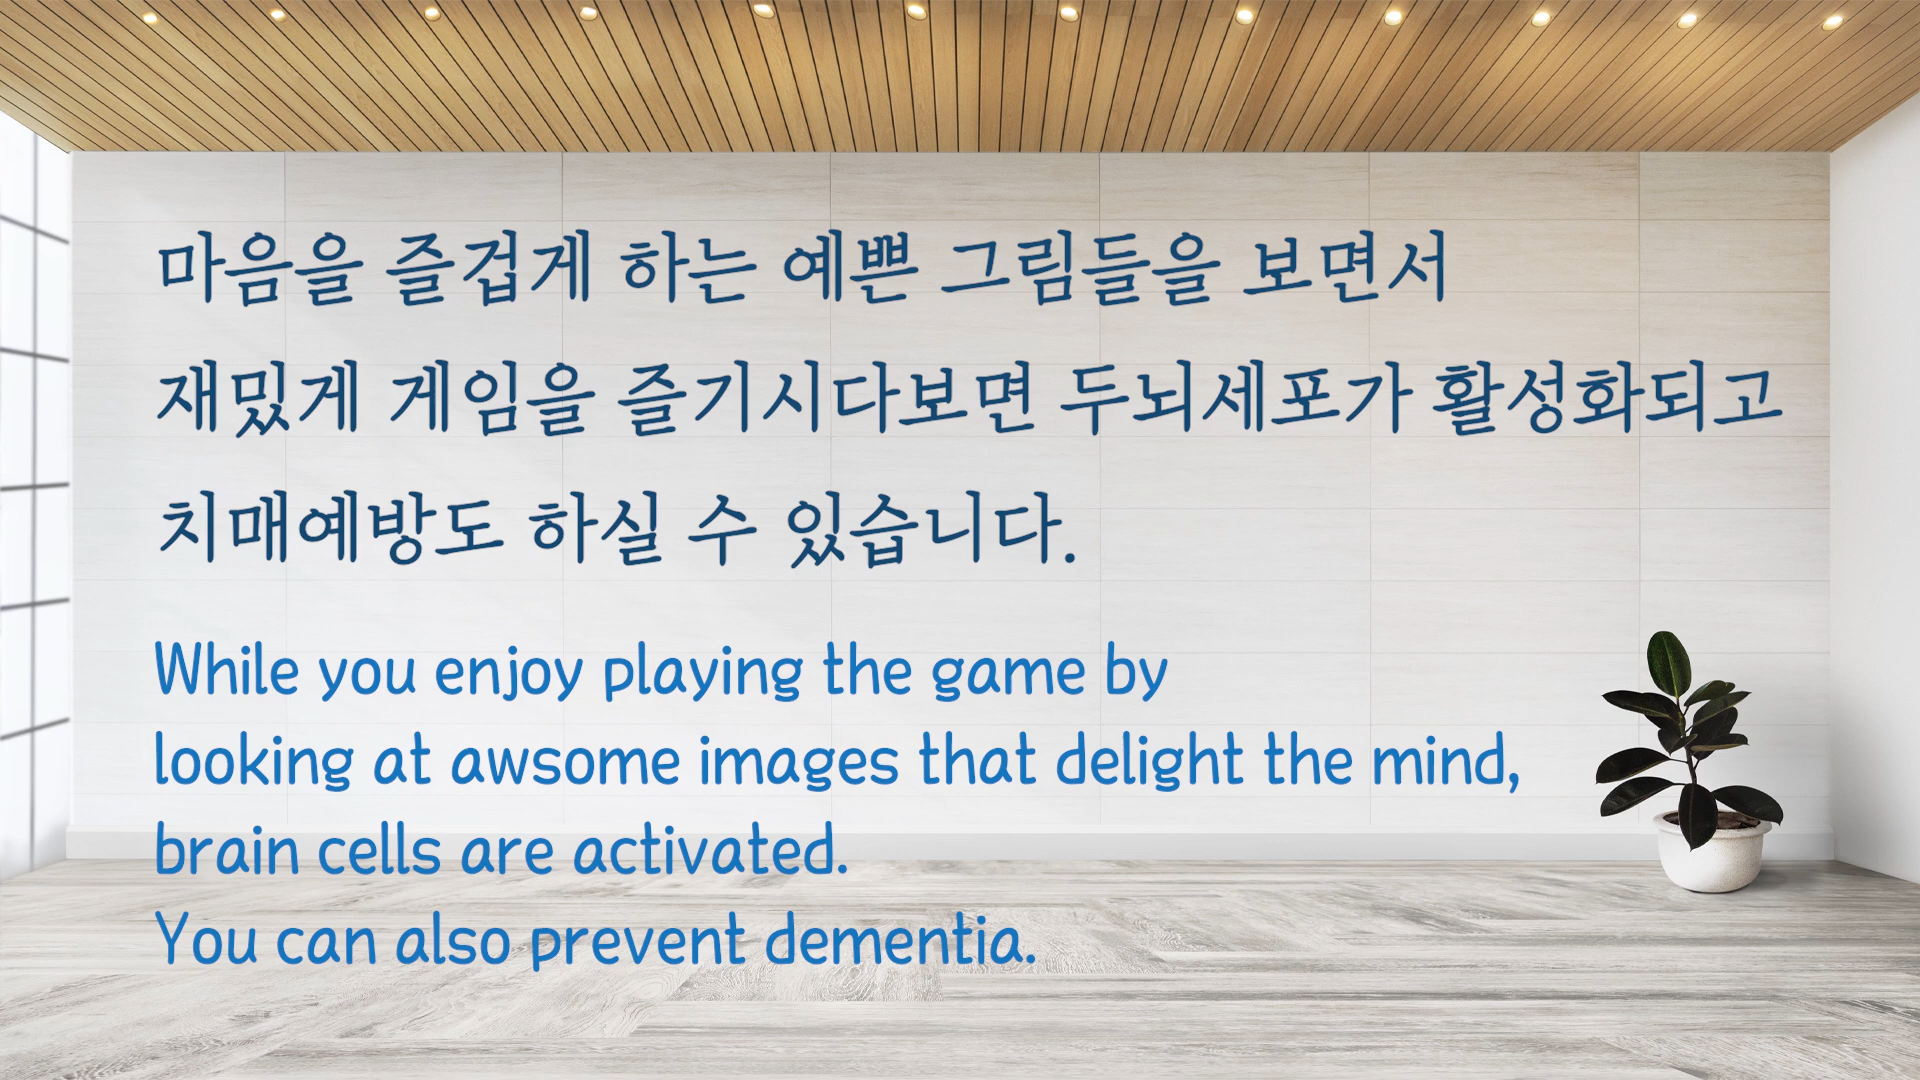 마음을 즐겁게 하는 예쁜 그림들을 보면서
재밌게 게임을 즐기시다보면 두뇌세포가 활성화되고
치매예방도 하실 수 있습니다.
While you enjoy playing the game by
looking at awsome images that delight the mind,
brain cells are activated.
You can also prevent dementia.